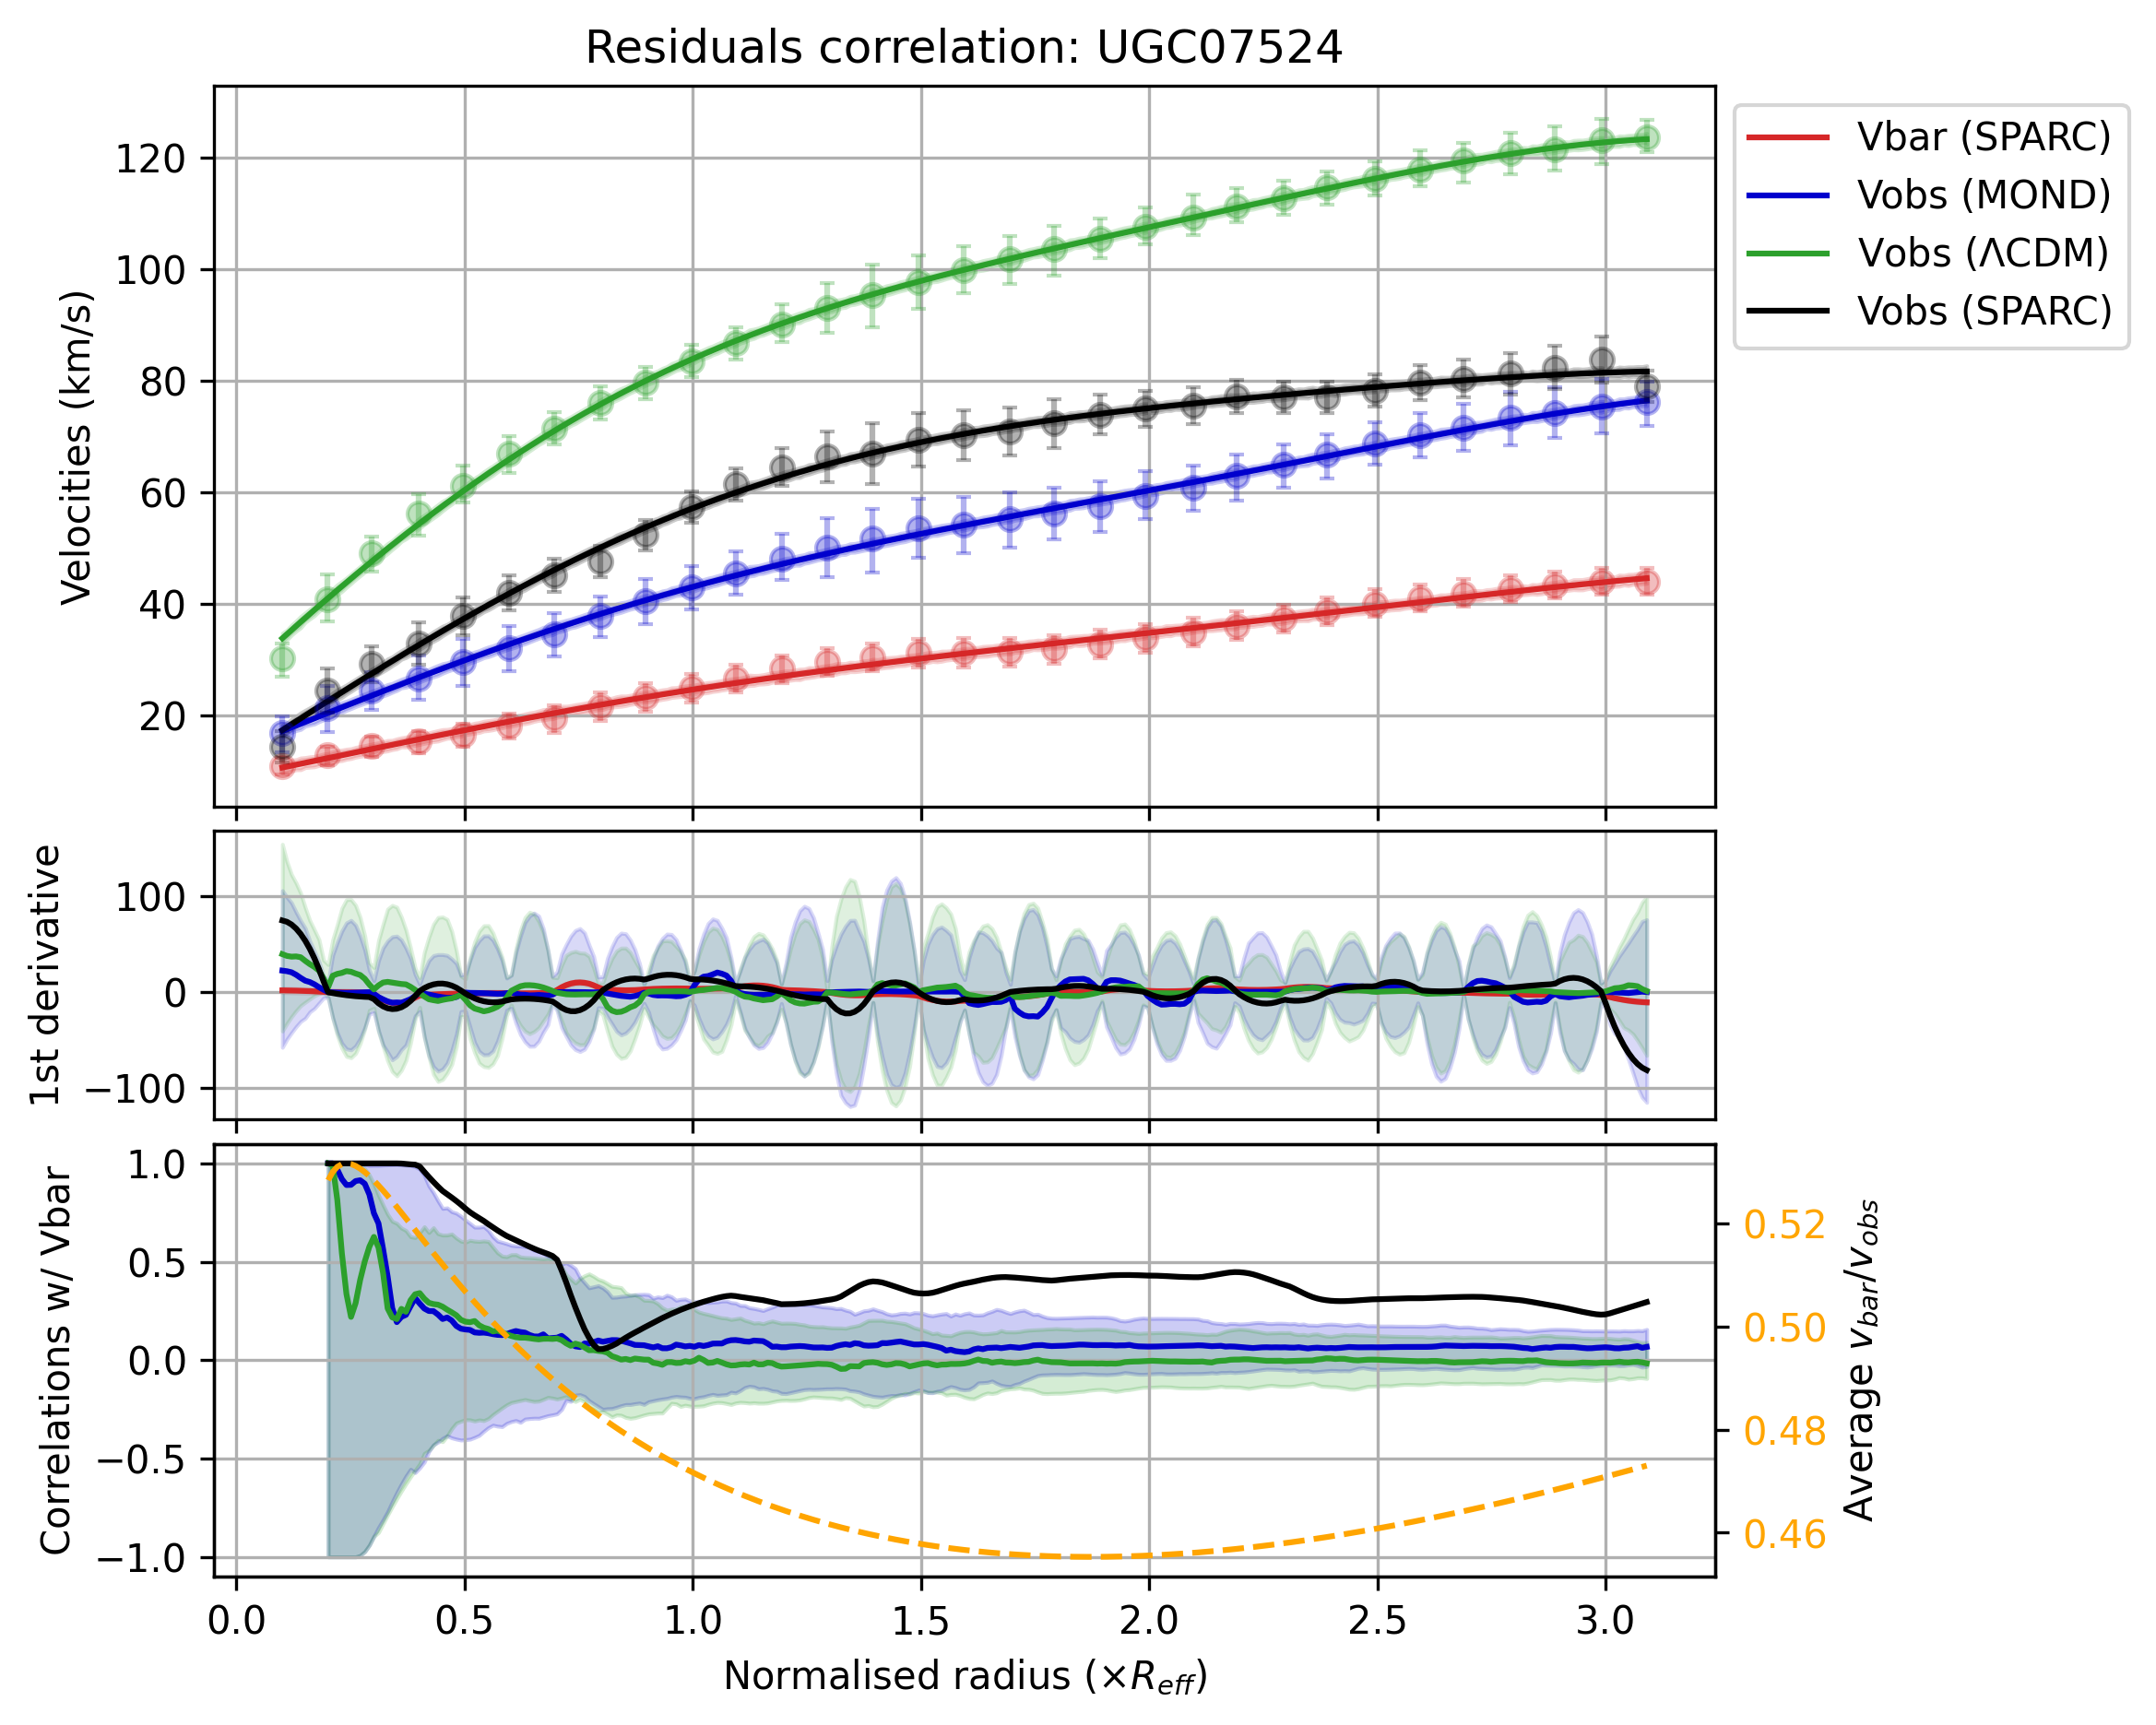 Residuals correlation: UGC07524
Velocities (km/s)
120
100
80
60
40
20
Vbar (SPARC)
Vobs (MOND)
Vobs (ΛCDM)
Vobs (SPARC)
1st derivative
100
0
−100
Correlations w/ Vbar
1.0
0.5
0.0
−0.5
−1.0
0.52
0.50
0.48
0.46
Average v_bar/v_obs
0.0 0.5 1.0 1.5 2.0 2.5 3.0
Normalised radius (×R_eff)